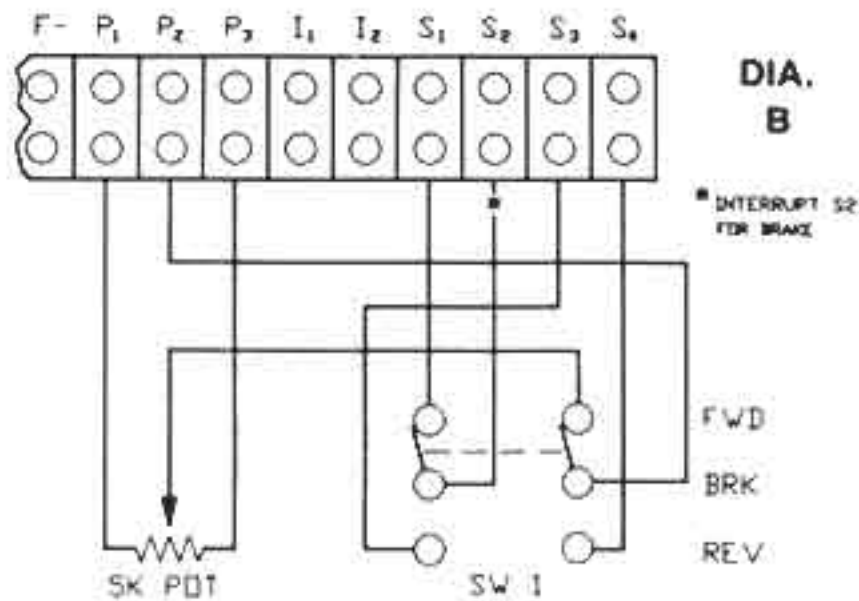 F- P₁ P₂ P₃ I₁ I₂ S₁ S₂ S₃ S₄
DIA.
B
* INTERRUPT S2
FOR BRAKE
*
FWD
BRK
REV
5K POT
SW 1